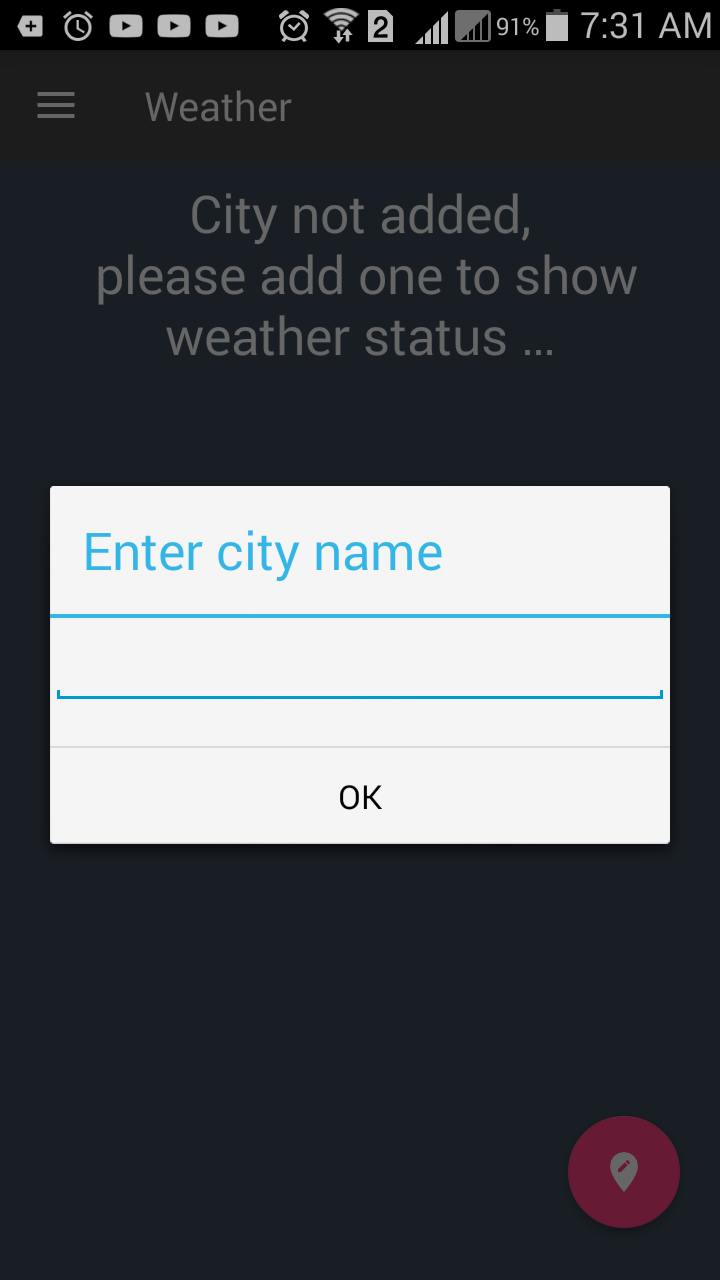 2 91% 7:31 AM
Weather
City not added,
please add one to show
weather status ...
Enter city name
OK